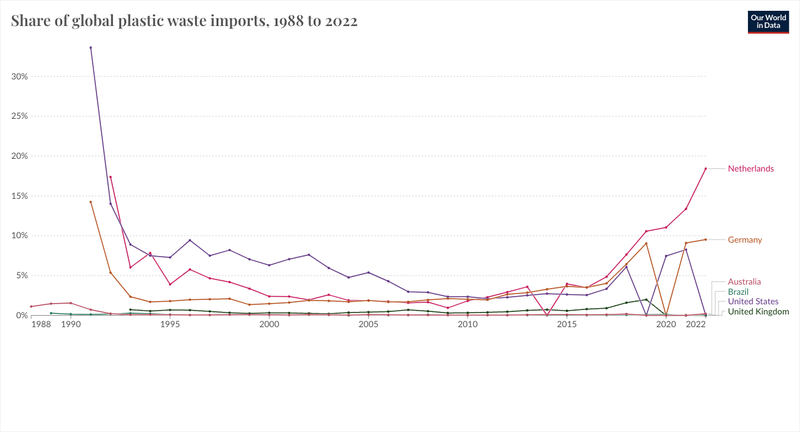 Share of global plastic waste imports, 1988 to 2022
Our World
in Data
30%
25%
20%
15%
10%
5%
0%
Netherlands
Germany
Australia
Brazil
United States
United Kingdom
1988 1990 1995 2000 2005 2010 2015 2020 2022